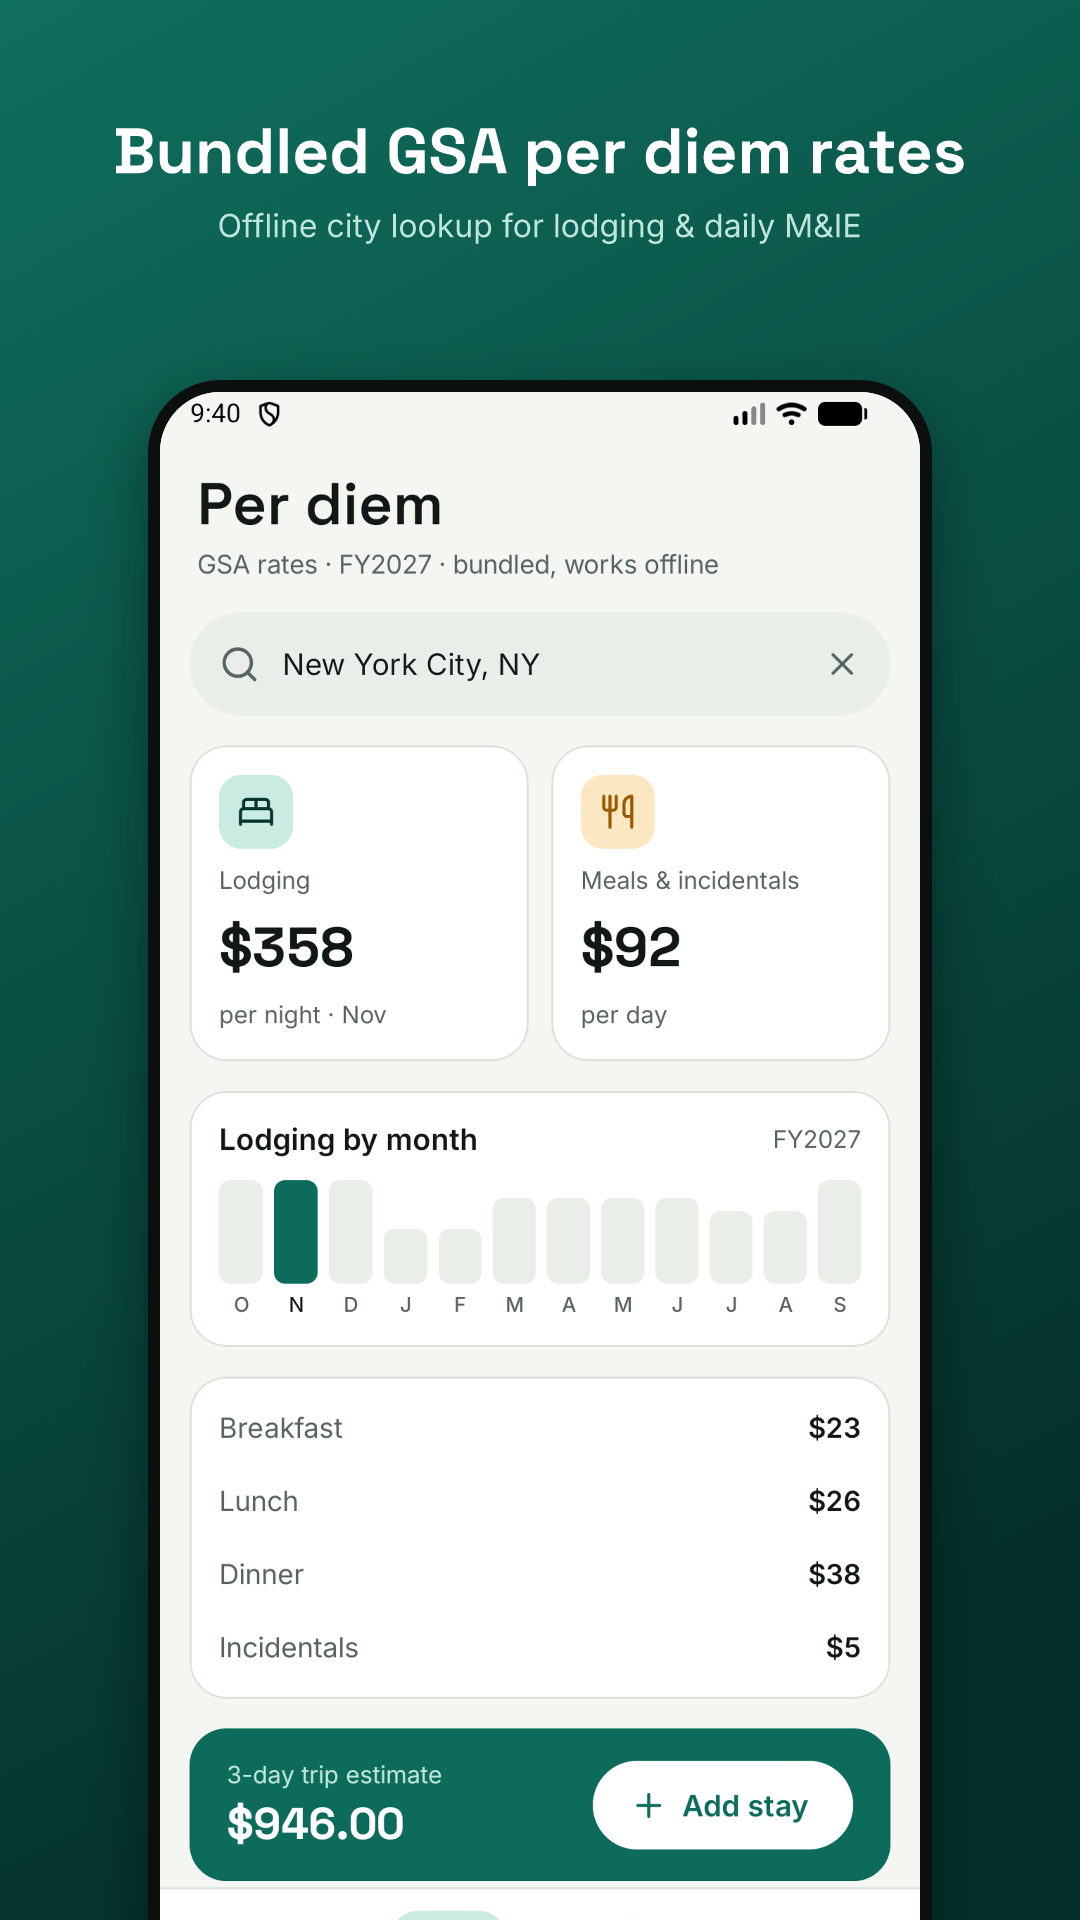 Bundled GSA per diem rates
Offline city lookup for lodging & daily M&IE
9:40
Per diem
GSA rates · FY2027 · bundled, works offline
New York City, NY
Lodging
$358
per night · Nov
Meals & incidentals
$92
per day
Lodging by month FY2027
O N D J F M A M J J A S
Breakfast $23
Lunch $26
Dinner $38
Incidentals $5
3-day trip estimate
$946.00
Add stay